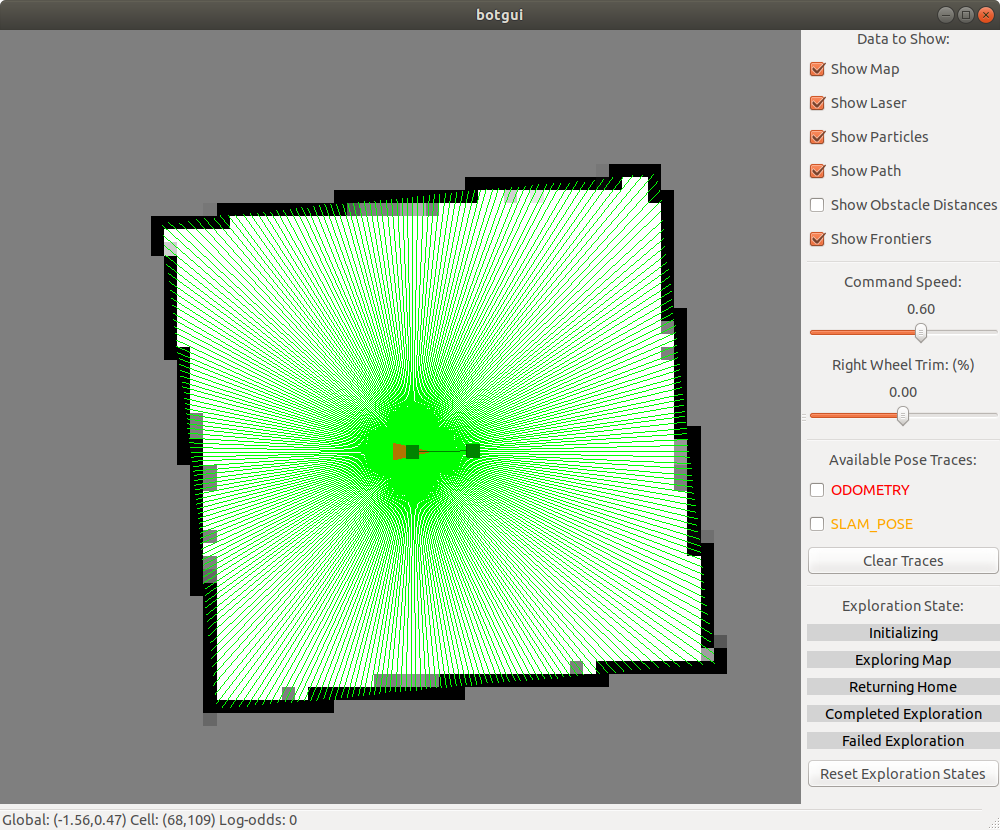 botgui
Data to Show:
Show Map
Show Laser
Show Particles
Show Path
Show Obstacle Distances
Show Frontiers
Command Speed:
0.60
Right Wheel Trim: (%)
0.00
Available Pose Traces:
ODOMETRY
SLAM_POSE
Clear Traces
Exploration State:
Initializing
Exploring Map
Returning Home
Completed Exploration
Failed Exploration
Reset Exploration States
Global: (-1.56,0.47) Cell: (68,109) Log-odds: 0